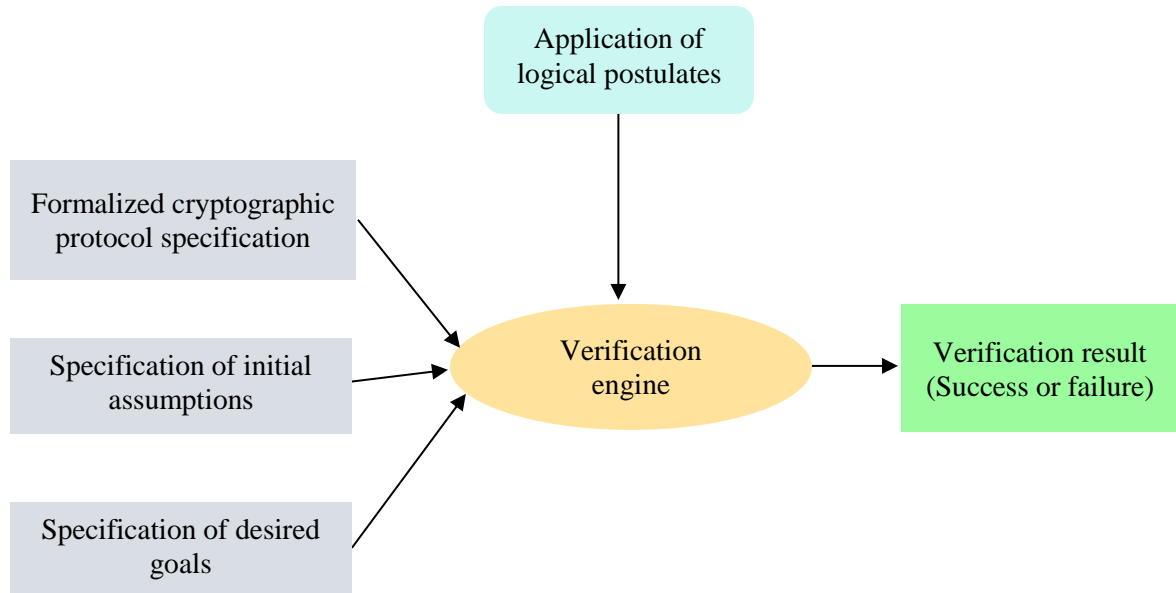 Application of
logical postulates
Formalized cryptographic
protocol specification
Specification of initial
assumptions
Specification of desired
goals
Verification
engine
Verification result
(Success or failure)